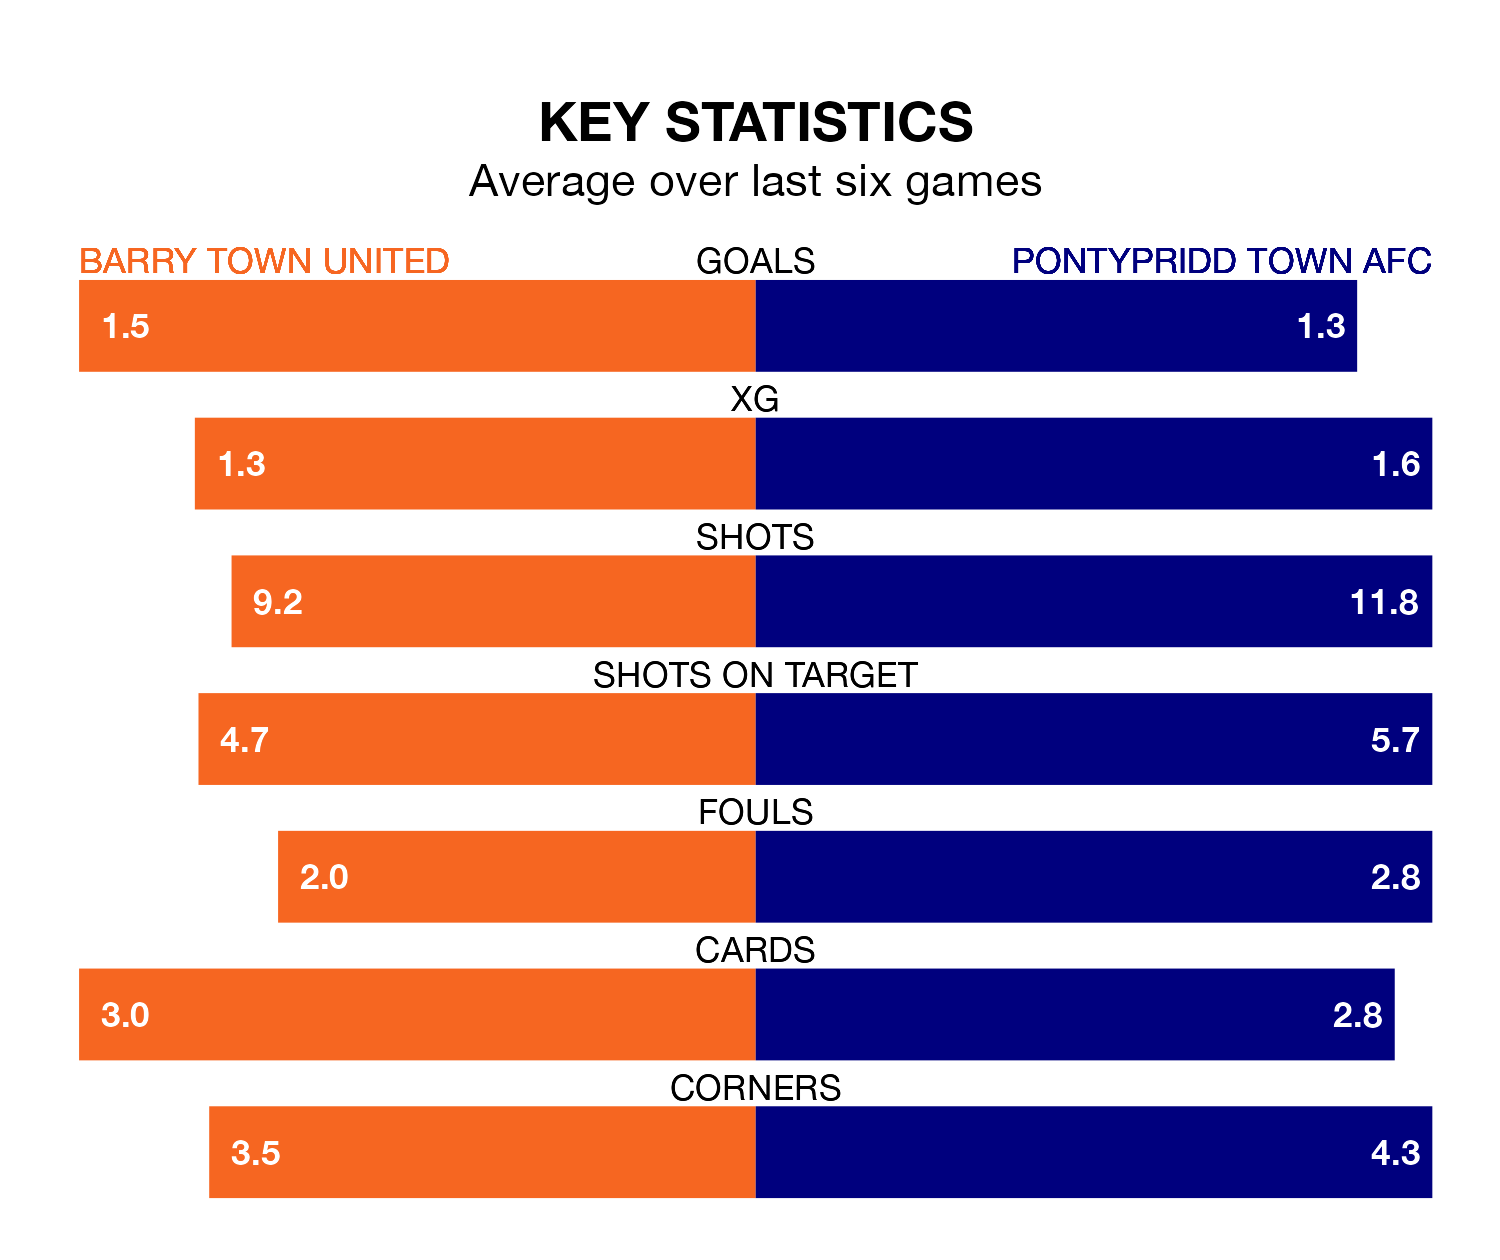 KEY STATISTICS
Average over last six games
BARRY TOWN UNITED GOALS PONTYPRIDD TOWN AFC
1.5 1.3
XG
1.3 1.6
SHOTS
9.2 11.8
SHOTS ON TARGET
4.7 5.7
FOULS
2.0 2.8
CARDS
3.0 2.8
CORNERS
3.5 4.3